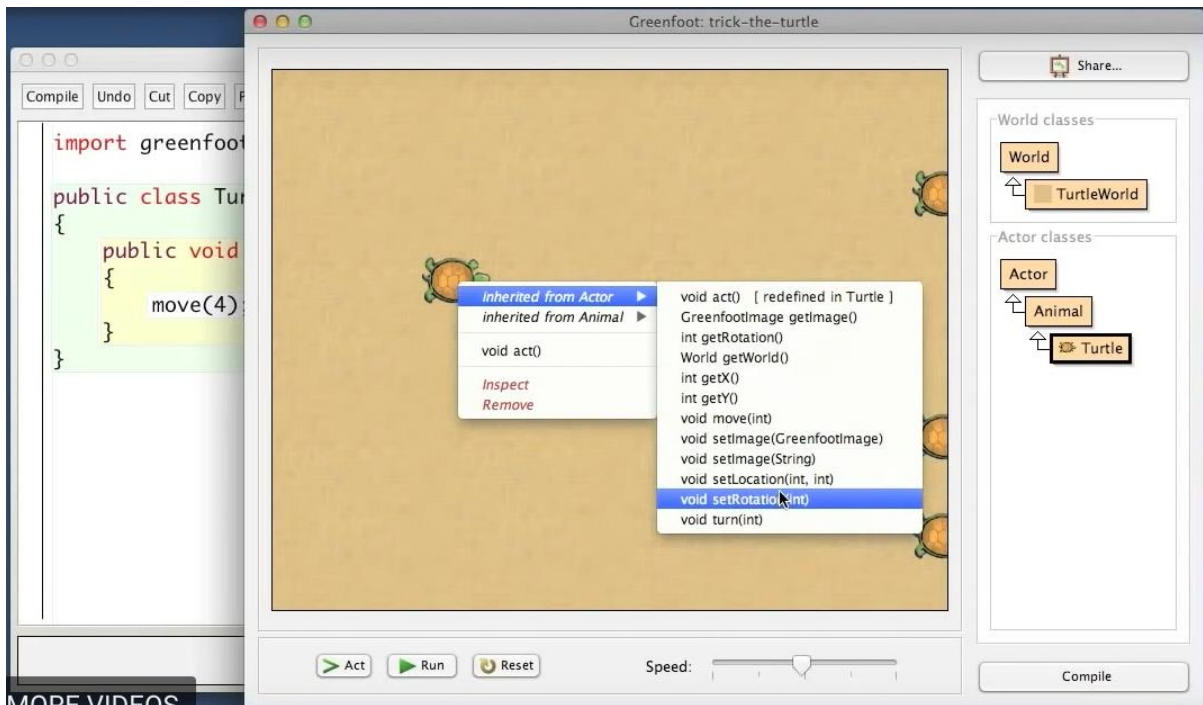 Greenfoot: trick-the-turtle
Compile Undo Cut Copy
import greenfoot
public class Tur
{
public void
{
move(4);
}
}
Inherited from Actor
inherited from Animal
void act()
Inspect
Remove
void act() [ redefined in Turtle ]
GreenfootImage getImage()
int getRotation()
World getWorld()
int getX()
int getY()
void move(int)
void setImage(GreenfootImage)
void setImage(String)
void setLocation(int, int)
void setRotation(int)
void turn(int)
Share...
World classes
World
TurtleWorld
Actor classes
Actor
Animal
Turtle
Act Run Reset Speed:
Compile
MORE VIDEOS